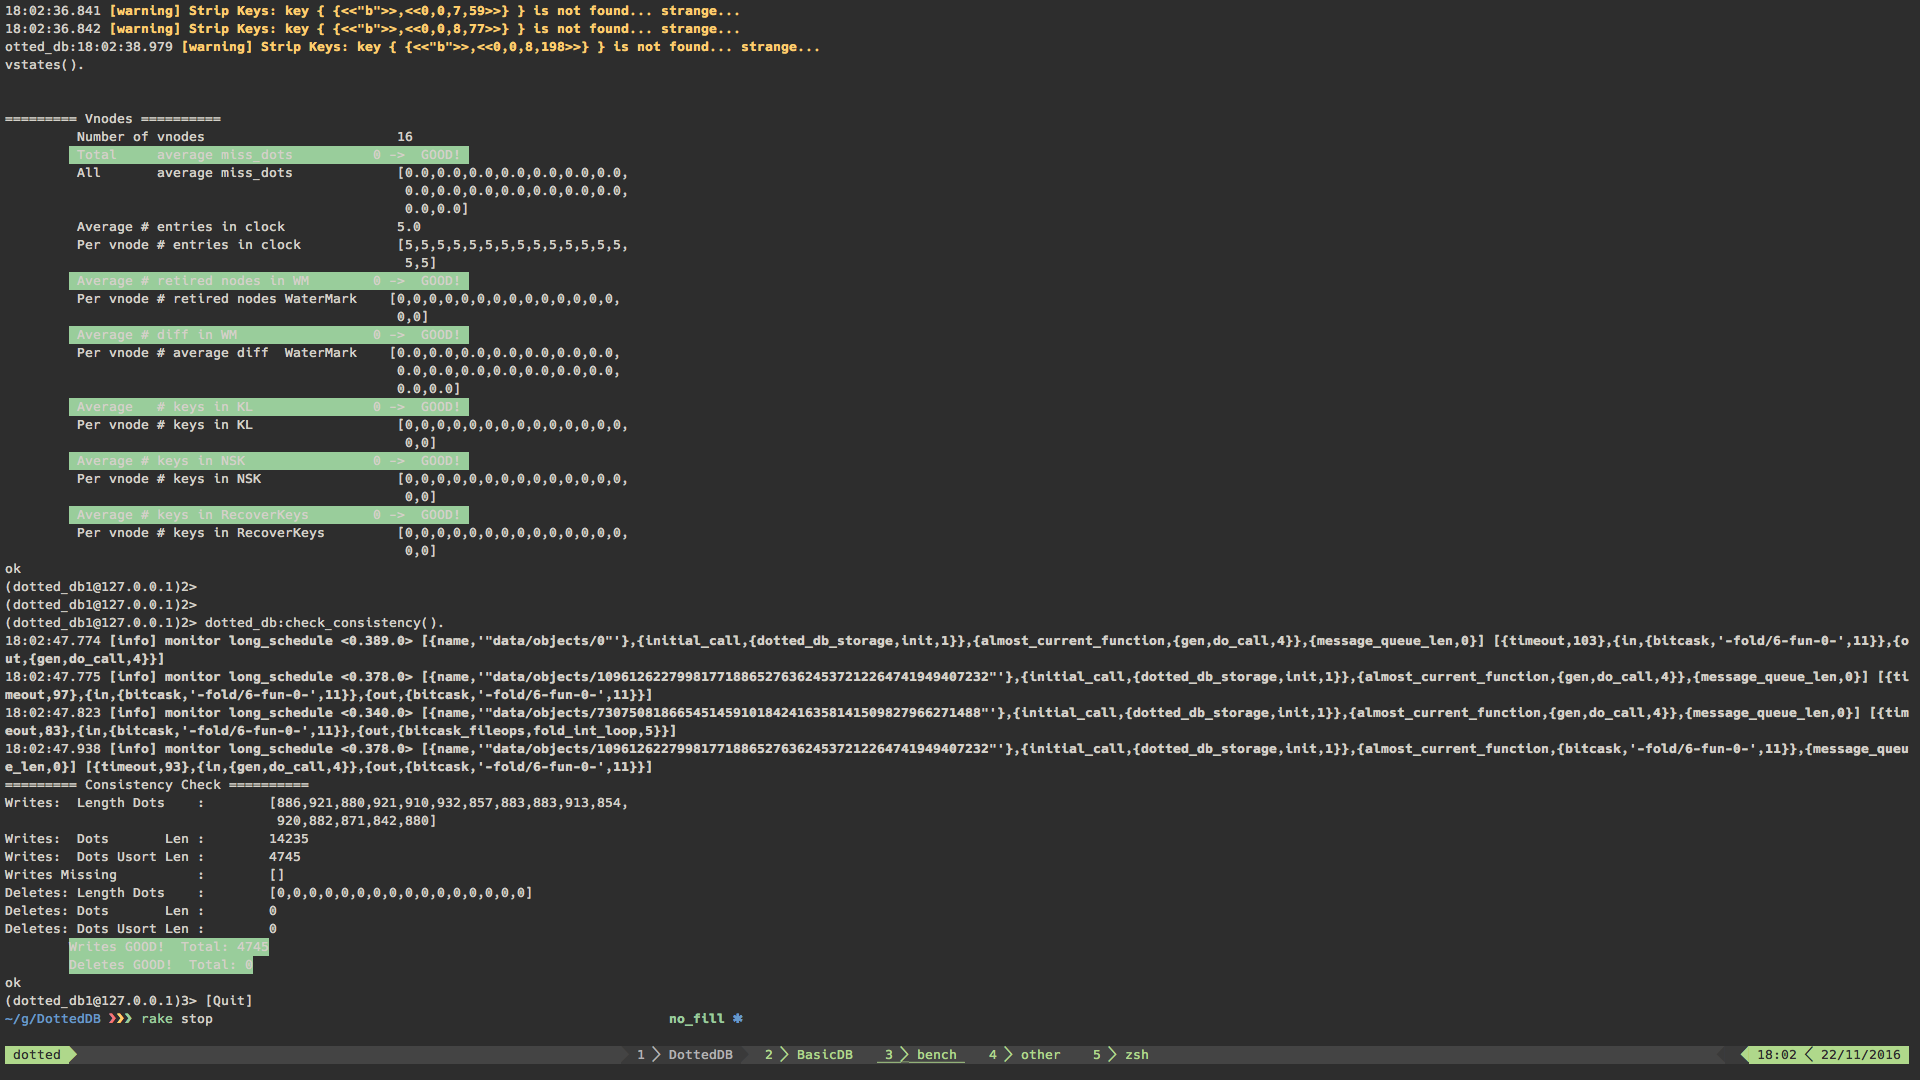 18:02:36.841 [warning] Strip Keys: key { {<<"b">>,<<0,0,7,59>>} } is not found... strange...
18:02:36.842 [warning] Strip Keys: key { {<<"b">>,<<0,0,8,77>>} } is not found... strange...
otted_db:18:02:38.979 [warning] Strip Keys: key { {<<"b">>,<<0,0,8,198>>} } is not found... strange...
vstates().
========= Vnodes ==========
Number of vnodes 16
Total average miss_dots 0 -> GOOD!
All average miss_dots [0.0,0.0,0.0,0.0,0.0,0.0,0.0,
0.0,0.0,0.0,0.0,0.0,0.0,0.0,
0.0,0.0]
Average # entries in clock 5.0
Per vnode # entries in clock [5,5,5,5,5,5,5,5,5,5,5,5,5,5,
5,5]
Average # retired nodes in WM 0 -> GOOD!
Per vnode # retired nodes WaterMark [0,0,0,0,0,0,0,0,0,0,0,0,0,0,
0,0]
Average # diff in WM 0 -> GOOD!
Per vnode # average diff WaterMark [0.0,0.0,0.0,0.0,0.0,0.0,0.0,
0.0,0.0,0.0,0.0,0.0,0.0,0.0,
0.0,0.0]
Average # keys in KL 0 -> GOOD!
Per vnode # keys in KL [0,0,0,0,0,0,0,0,0,0,0,0,0,0,
0,0]
Average # keys in NSK 0 -> GOOD!
Per vnode # keys in NSK [0,0,0,0,0,0,0,0,0,0,0,0,0,0,
0,0]
Average # keys in RecoverKeys 0 -> GOOD!
Per vnode # keys in RecoverKeys [0,0,0,0,0,0,0,0,0,0,0,0,0,0,
0,0]
ok
(dotted_db1@127.0.0.1)2>
(dotted_db1@127.0.0.1)2>
(dotted_db1@127.0.0.1)2> dotted_db:check_consistency().
18:02:47.774 [info] monitor long_schedule <0.389.0> [{name,'"data/objects/0"'},{initial_call,{dotted_db_storage,init,1}},{almost_current_function,{gen,do_call,4}},{message_queue_len,0}] [{timeout,103},{in,{bitcask,'-fold/6-fun-0-',11}},{o
ut,{gen,do_call,4}}]
18:02:47.775 [info] monitor long_schedule <0.378.0> [{name,'"data/objects/1096126227998177188652763624537212264741949407232"'},{initial_call,{dotted_db_storage,init,1}},{almost_current_function,{gen,do_call,4}},{message_queue_len,0}] [{ti
meout,97},{in,{bitcask,'-fold/6-fun-0-',11}},{out,{bitcask,'-fold/6-fun-0-',11}}]
18:02:47.823 [info] monitor long_schedule <0.340.0> [{name,'"data/objects/730750818665451459101842416358141509827966271488"'},{initial_call,{dotted_db_storage,init,1}},{almost_current_function,{gen,do_call,4}},{message_queue_len,0}] [{tim
eout,83},{in,{bitcask,'-fold/6-fun-0-',11}},{out,{bitcask_fileops,fold_int_loop,5}}]
18:02:47.938 [info] monitor long_schedule <0.378.0> [{name,'"data/objects/1096126227998177188652763624537212264741949407232"'},{initial_call,{dotted_db_storage,init,1}},{almost_current_function,{bitcask,'-fold/6-fun-0-',11}},{message_queu
e_len,0}] [{timeout,93},{in,{gen,do_call,4}},{out,{bitcask,'-fold/6-fun-0-',11}}]
========= Consistency Check ==========
Writes: Length Dots : [886,921,880,921,910,932,857,883,883,913,854,
920,882,871,842,880]
Writes: Dots Len : 14235
Writes: Dots Usort Len : 4745
Writes Missing : []
Deletes: Length Dots : [0,0,0,0,0,0,0,0,0,0,0,0,0,0,0,0]
Deletes: Dots Len : 0
Deletes: Dots Usort Len : 0
Writes GOOD! Total: 4745
Deletes GOOD! Total: 0
ok
(dotted_db1@127.0.0.1)3> [Quit]
~/g/DottedDB ❯❯❯ rake stop no_fill ✱
dotted 1 > DottedDB 2 > BasicDB 3 > bench 4 > other 5 > zsh 18:02 < 22/11/2016